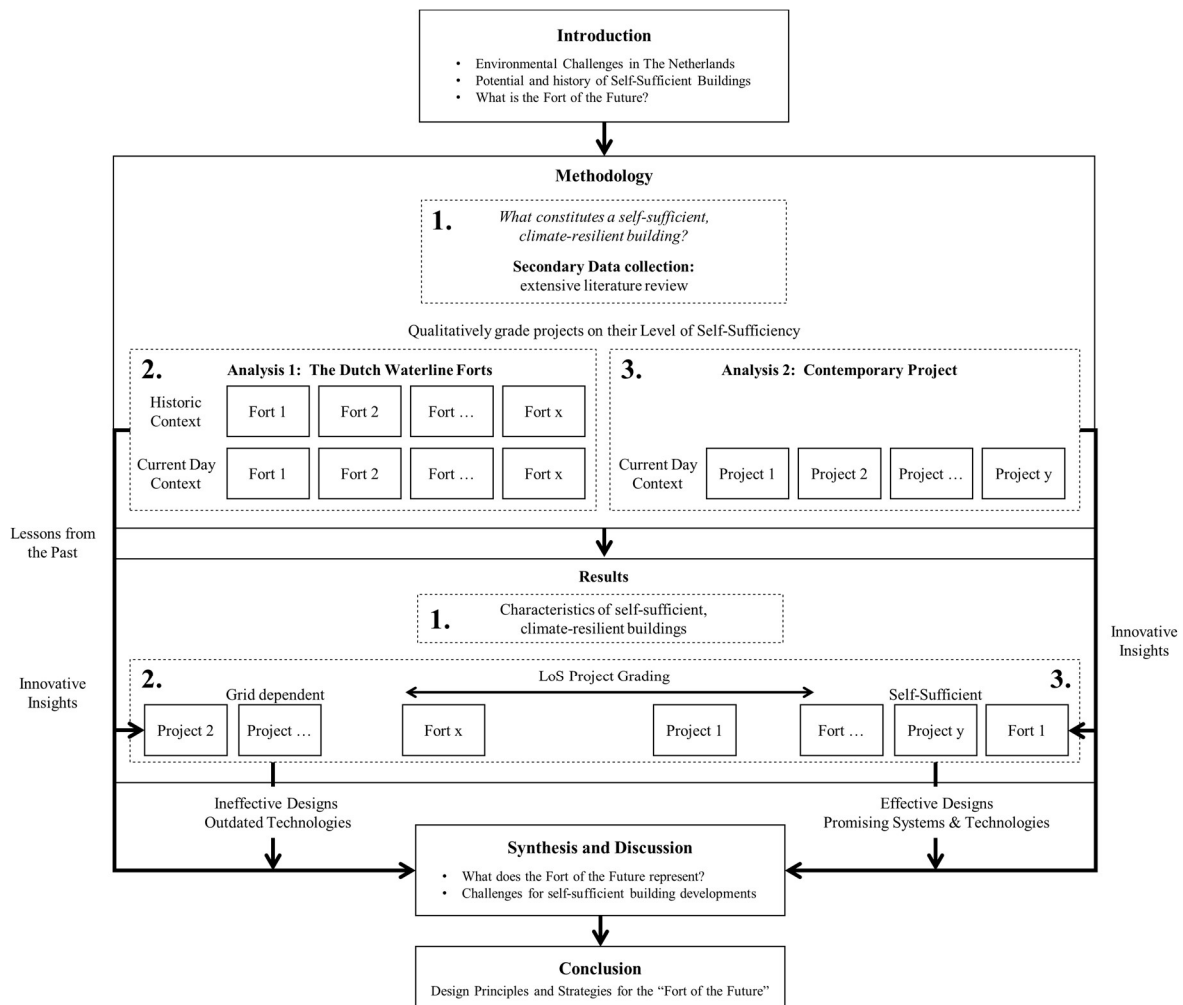 Introduction
• Environmental Challenges in The Netherlands
• Potential and history of Self-Sufficient Buildings
• What is the Fort of the Future?
Methodology
1.
What constitutes a self-sufficient,
climate-resilient building?
Secondary Data collection:
extensive literature review
Qualitatively grade projects on their Level of Self-Sufficiency
2.
Analysis 1: The Dutch Waterline Forts
Historic
Context
Fort 1
Fort 2
Fort …
Fort x
Current Day
Context
Fort 1
Fort 2
Fort …
Fort x
3.
Analysis 2: Contemporary Project
Current Day
Context
Project 1
Project 2
Project …
Project y
Lessons from
the Past
Innovative
Insights
Results
1.
Characteristics of self-sufficient,
climate-resilient buildings
2.
Grid dependent
LoS Project Grading
Self-Sufficient
3.
Project 2
Project …
Fort x
Project 1
Fort …
Project y
Fort 1
Innovative
Insights
Ineffective Designs
Outdated Technologies
Effective Designs
Promising Systems & Technologies
Synthesis and Discussion
• What does the Fort of the Future represent?
• Challenges for self-sufficient building developments
Conclusion
Design Principles and Strategies for the “Fort of the Future”